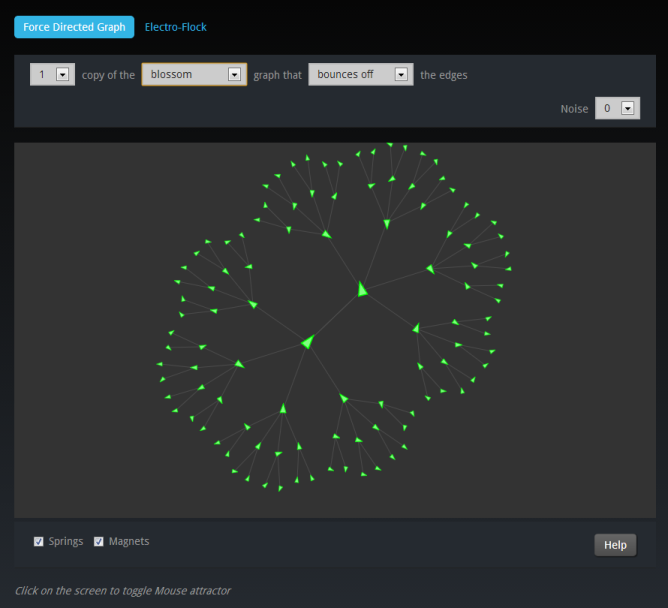 Force Directed Graph Electro-Flock
1 copy of the blossom graph that bounces off the edges
Noise 0
Springs Magnets Help
Click on the screen to toggle Mouse attractor